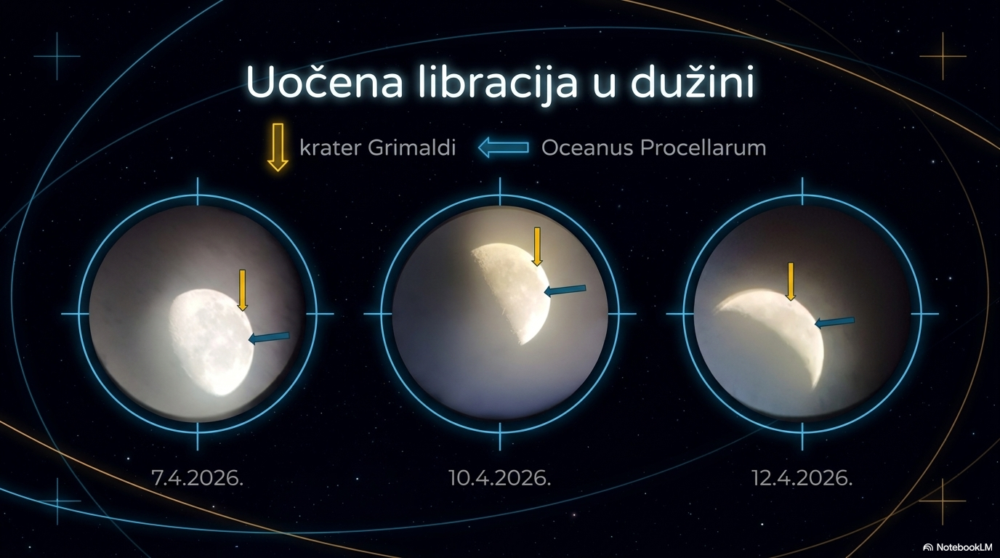 Uočena libracija u dužini
krater Grimaldi
Oceanus Procellarum
7.4.2026.
10.4.2026.
12.4.2026.
NotebookLM